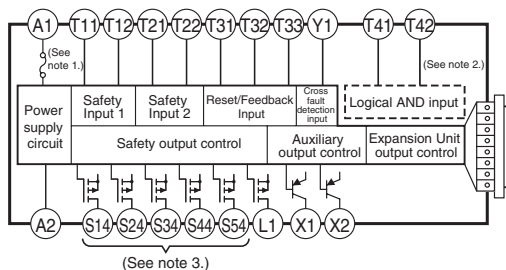 A1 T11 T12 T21 T22 T31 T32 T33 Y1 T41 T42
(See note 1.)
(See note 2.)
Power supply circuit
Safety Input 1
Safety Input 2
Reset/Feedback Input
Cross fault detection input
Logical AND input
Safety output control
Auxiliary output control
Expansion Unit output control
A2 S14 S24 S34 S44 S54 L1 X1 X2
(See note 3.)